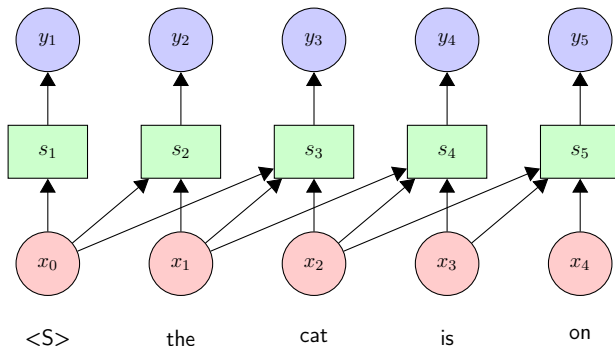 y₁ y₂ y₃ y₄ y₅
s₁ s₂ s₃ s₄ s₅
x₀ x₁ x₂ x₃ x₄
<S> the cat is on